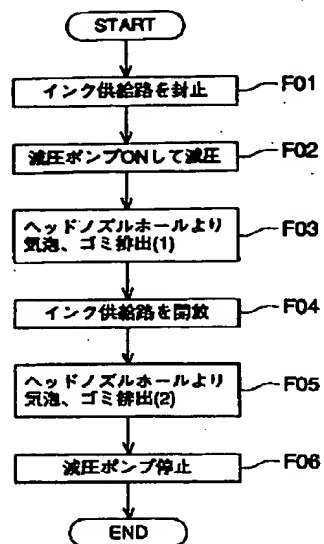 START
インク供給路を封止
F01
減圧ポンプONして減圧
F02
ヘッドノズルホールより
気泡、ゴミ排出(1)
F03
インク供給路を開放
F04
ヘッドノズルホールより
気泡、ゴミ排出(2)
F05
減圧ポンプ停止
F06
END